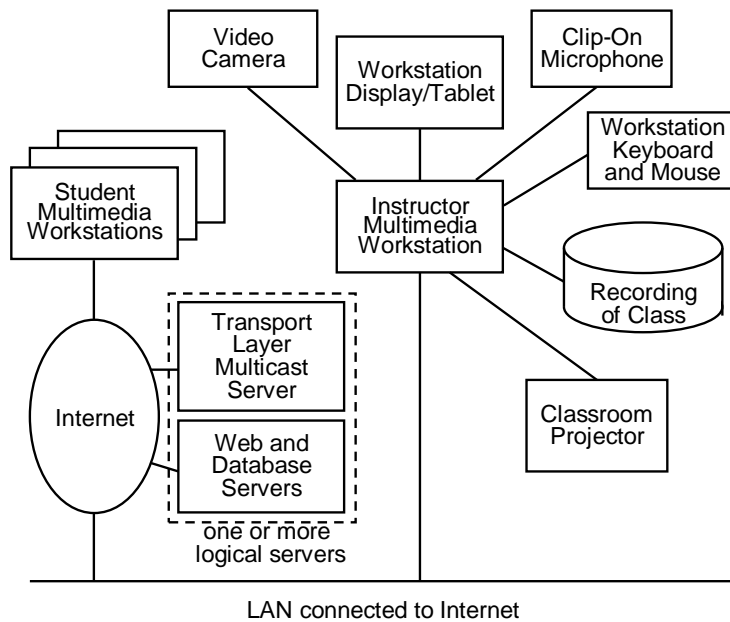 Video
Camera
Workstation
Display/Tablet
Clip-On
Microphone
Workstation
Keyboard
and Mouse
Student
Multimedia
Workstations
Instructor
Multimedia
Workstation
Recording
of Class
Transport
Layer
Multicast
Server
Internet
Web and
Database
Servers
Classroom
Projector
one or more
logical servers
LAN connected to Internet